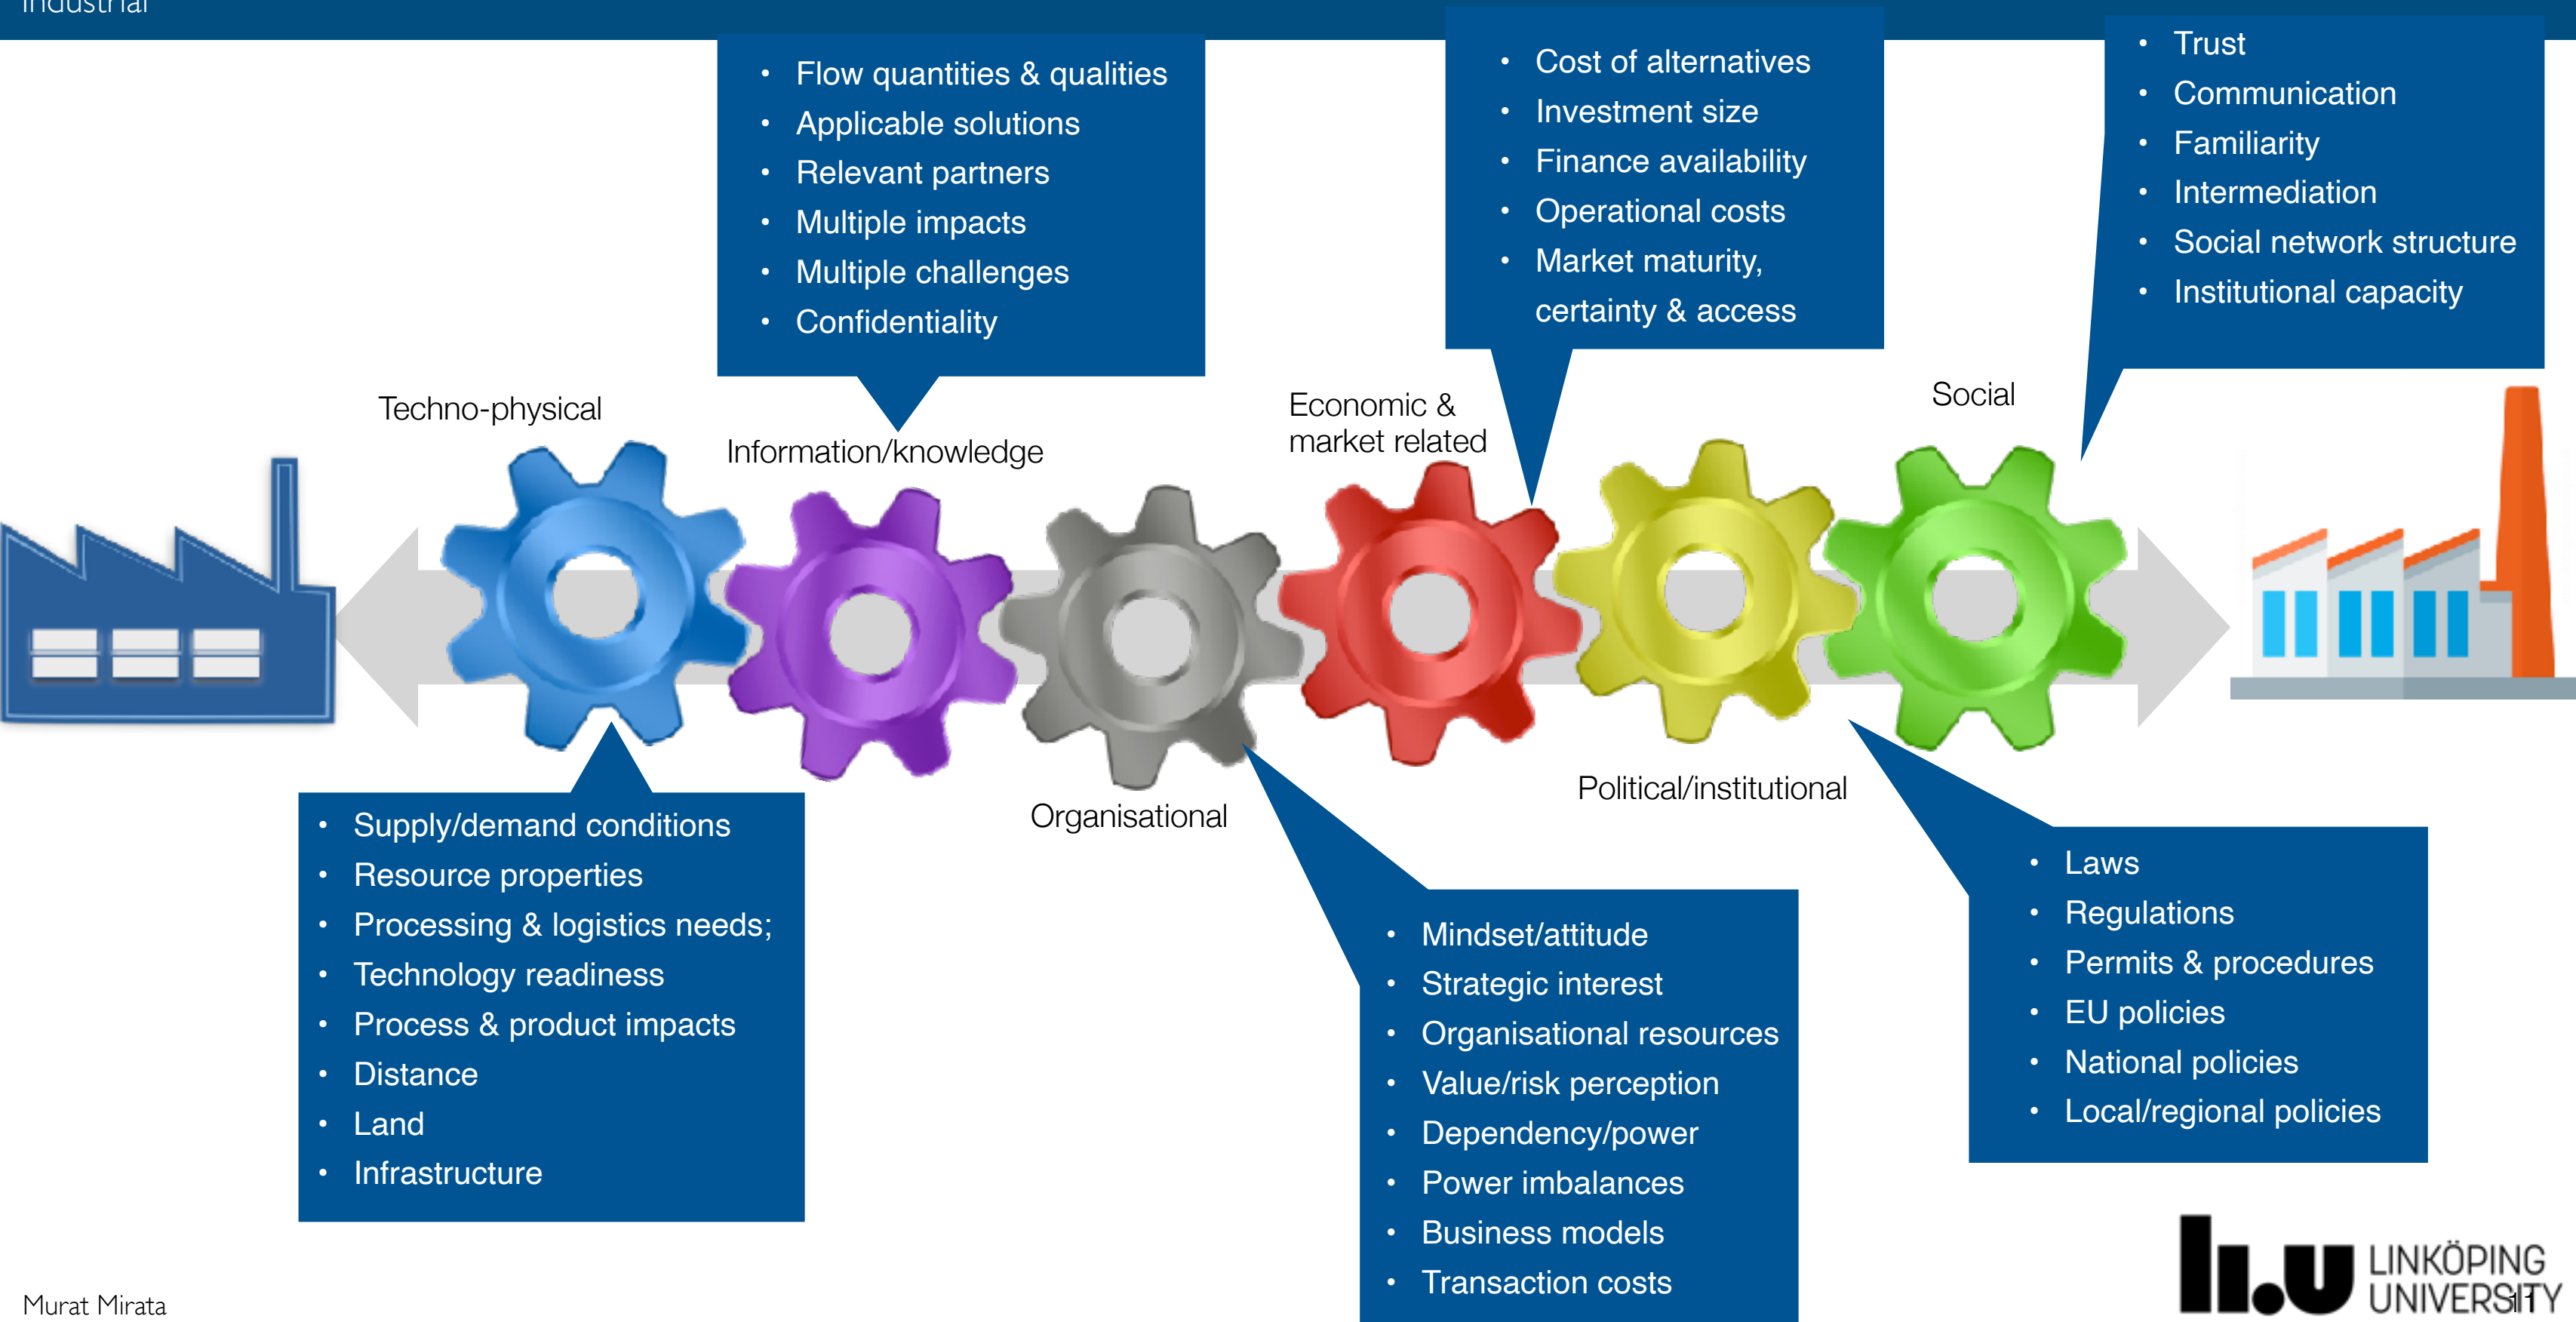 Industrial
• Flow quantities & qualities
• Applicable solutions
• Relevant partners
• Multiple impacts
• Multiple challenges
• Confidentiality
• Cost of alternatives
• Investment size
• Finance availability
• Operational costs
• Market maturity,
certainty & access
• Trust
• Communication
• Familiarity
• Intermediation
• Social network structure
• Institutional capacity
Techno-physical
Information/knowledge
Economic &
market related
Social
Organisational
Political/institutional
• Supply/demand conditions
• Resource properties
• Processing & logistics needs;
• Technology readiness
• Process & product impacts
• Distance
• Land
• Infrastructure
• Mindset/attitude
• Strategic interest
• Organisational resources
• Value/risk perception
• Dependency/power
• Power imbalances
• Business models
• Transaction costs
• Laws
• Regulations
• Permits & procedures
• EU policies
• National policies
• Local/regional policies
Murat Mirata
LINKÖPING
UNIVERSITY
11